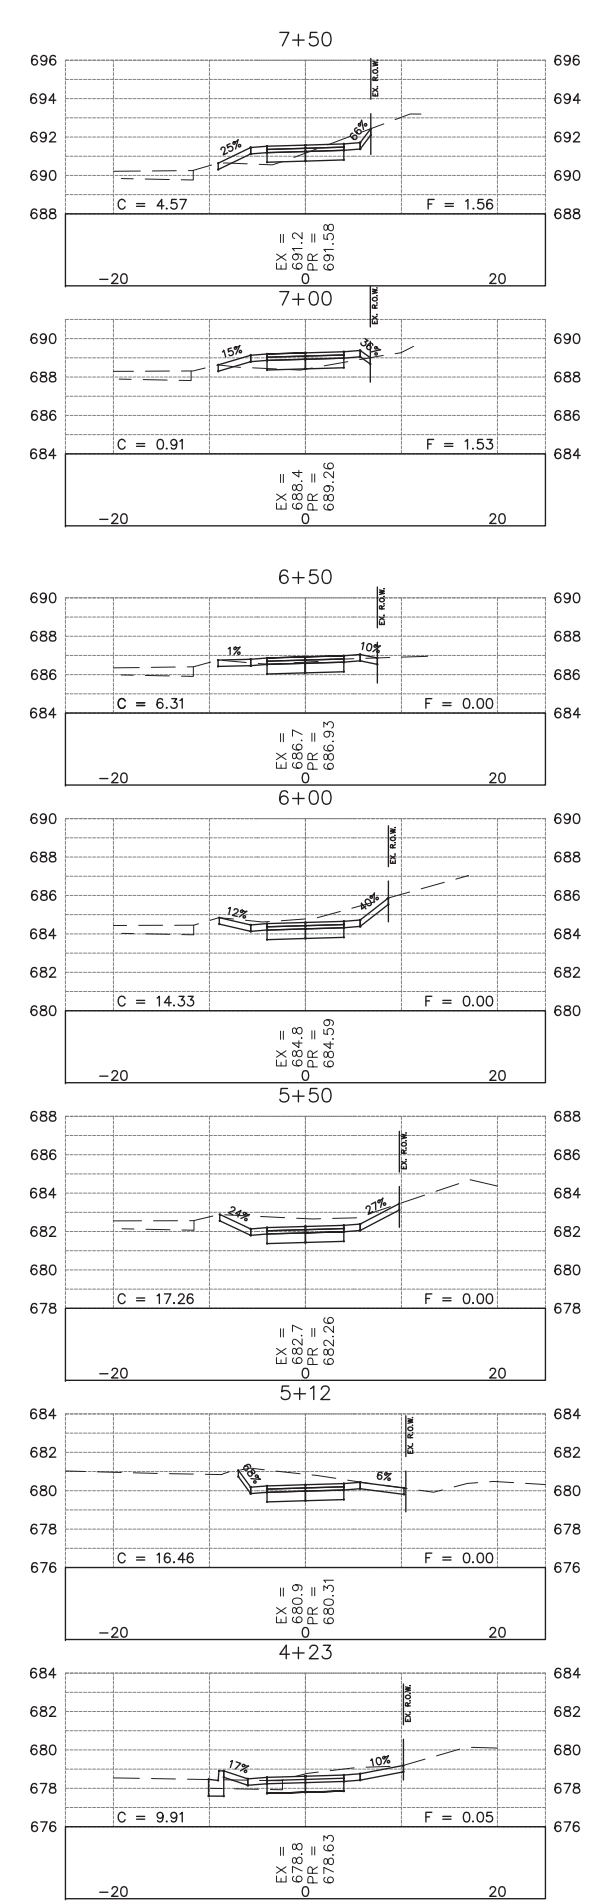 7+50
EX. R.O.W.
696 696
694 694
692 692
690 690
688 688
25% 66%
C = 4.57 F = 1.56
EX = 691.2
PR = 691.58
-20 0 20
7+00
EX. R.O.W.
690 690
688 688
686 686
684 684
15% 36%
C = 0.91 F = 1.53
EX = 688.4
PR = 689.26
-20 0 20
6+50
EX. R.O.W.
690 690
688 688
686 686
684 684
1% 10%
C = 6.31 F = 0.00
EX = 686.7
PR = 686.93
-20 0 20
6+00
EX. R.O.W.
690 690
688 688
686 686
684 684
682 682
680 680
12% 40%
C = 14.33 F = 0.00
EX = 684.8
PR = 684.59
-20 0 20
5+50
EX. R.O.W.
688 688
686 686
684 684
682 682
680 680
678 678
24% 27%
C = 17.26 F = 0.00
EX = 682.7
PR = 682.26
-20 0 20
5+12
EX. R.O.W.
684 684
682 682
680 680
678 678
676 676
68% 6%
C = 16.46 F = 0.00
EX = 680.9
PR = 680.31
-20 0 20
4+23
EX. R.O.W.
684 684
682 682
680 680
678 678
676 676
17% 10%
C = 9.91 F = 0.05
EX = 678.8
PR = 678.63
-20 0 20